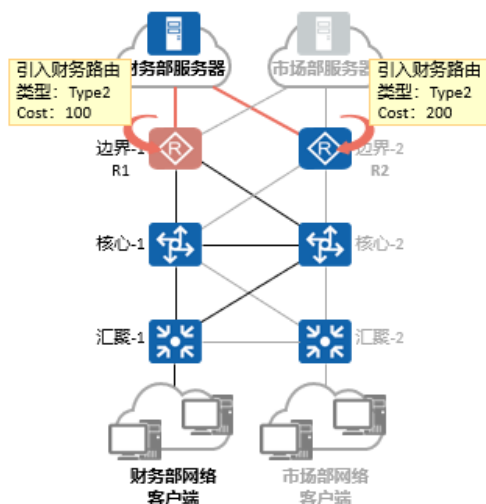 引入财务路由
类型：Type2
Cost：100
财务部服务器
市场部服务器
引入财务路由
类型：Type2
Cost：200
边界-1
R1
R
R
边界-2
R2
核心-1
核心-2
汇聚-1
汇聚-2
财务部网络
客户端
市场部网络
客户端